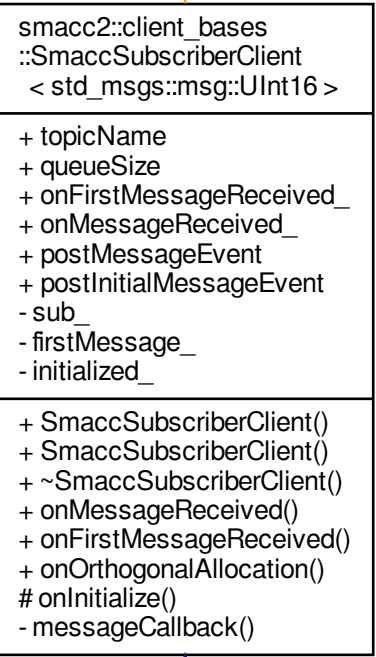 smacc2::client_bases
::SmaccSubscriberClient
< std_msgs::msg::UInt16 >
+ topicName
+ queueSize
+ onFirstMessageReceived_
+ onMessageReceived_
+ postMessageEvent
+ postInitialMessageEvent
- sub_
- firstMessage_
- initialized_
+ SmaccSubscriberClient()
+ SmaccSubscriberClient()
+ ~SmaccSubscriberClient()
+ onMessageReceived()
+ onFirstMessageReceived()
+ onOrthogonalAllocation()
# onInitialize()
- messageCallback()